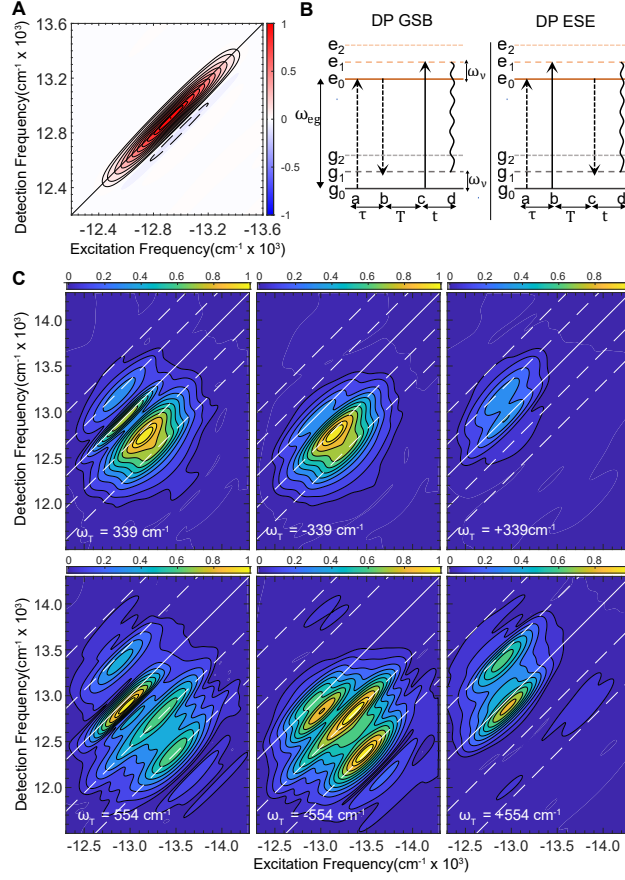 A
B
DP GSB
DP ESE
13.6
13.2
12.8
12.4
Detection Frequency(cm⁻¹ x 10³)
-12.4
-12.8
-13.2
-13.6
Excitation Frequency(cm⁻¹ x 10³)
1
0.5
0
-0.5
-1
e₂
e₁
e₀
ω_eg
ω_ν
g₂
g₁
g₀
ω_ν
a b c d
τ T t
e₂
e₁
e₀
g₂
g₁
g₀
a b c d
τ T t
C
0 0.2 0.4 0.6 0.8 1
0 0.2 0.4 0.6 0.8 1
0 0.2 0.4 0.6 0.8
14.0
13.5
13.0
12.5
12.0
Detection Frequency(cm⁻¹ x 10³)
ω_T = 339 cm⁻¹
ω_T = -339 cm⁻¹
ω_T = +339cm⁻¹
0 0.2 0.4 0.6 0.8 1
0 0.2 0.4 0.6 0.8 1
0 0.2 0.4 0.6 0.8
14.0
13.5
13.0
12.5
12.0
Detection Frequency(cm⁻¹ x 10³)
ω_T = 554 cm⁻¹
ω_T = -554 cm⁻¹
ω_T = +554 cm⁻¹
-12.5 -13.0 -13.5 -14.0
-12.5 -13.0 -13.5 -14.0
-12.5 -13.0 -13.5 -14.0
Excitation Frequency(cm⁻¹ x 10³)